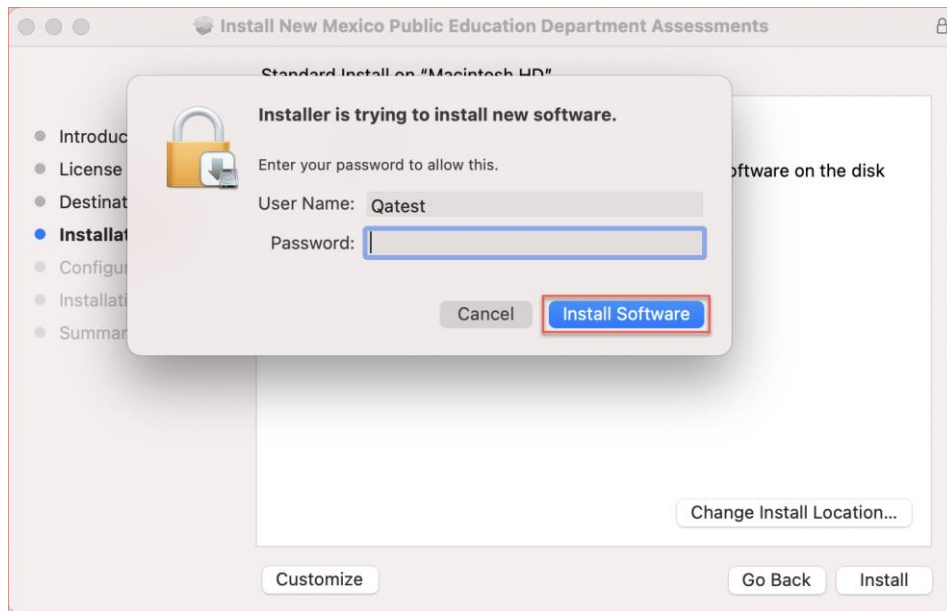 Install New Mexico Public Education Department Assessments
Standard Install on "Macintosh HD"
Installer is trying to install new software.
Enter your password to allow this.
User Name: Qatest
Password:
Cancel Install Software
Introduc
License
Destinat
Installat
Configur
Installati
Summar
oftware on the disk
Change Install Location...
Customize
Go Back Install